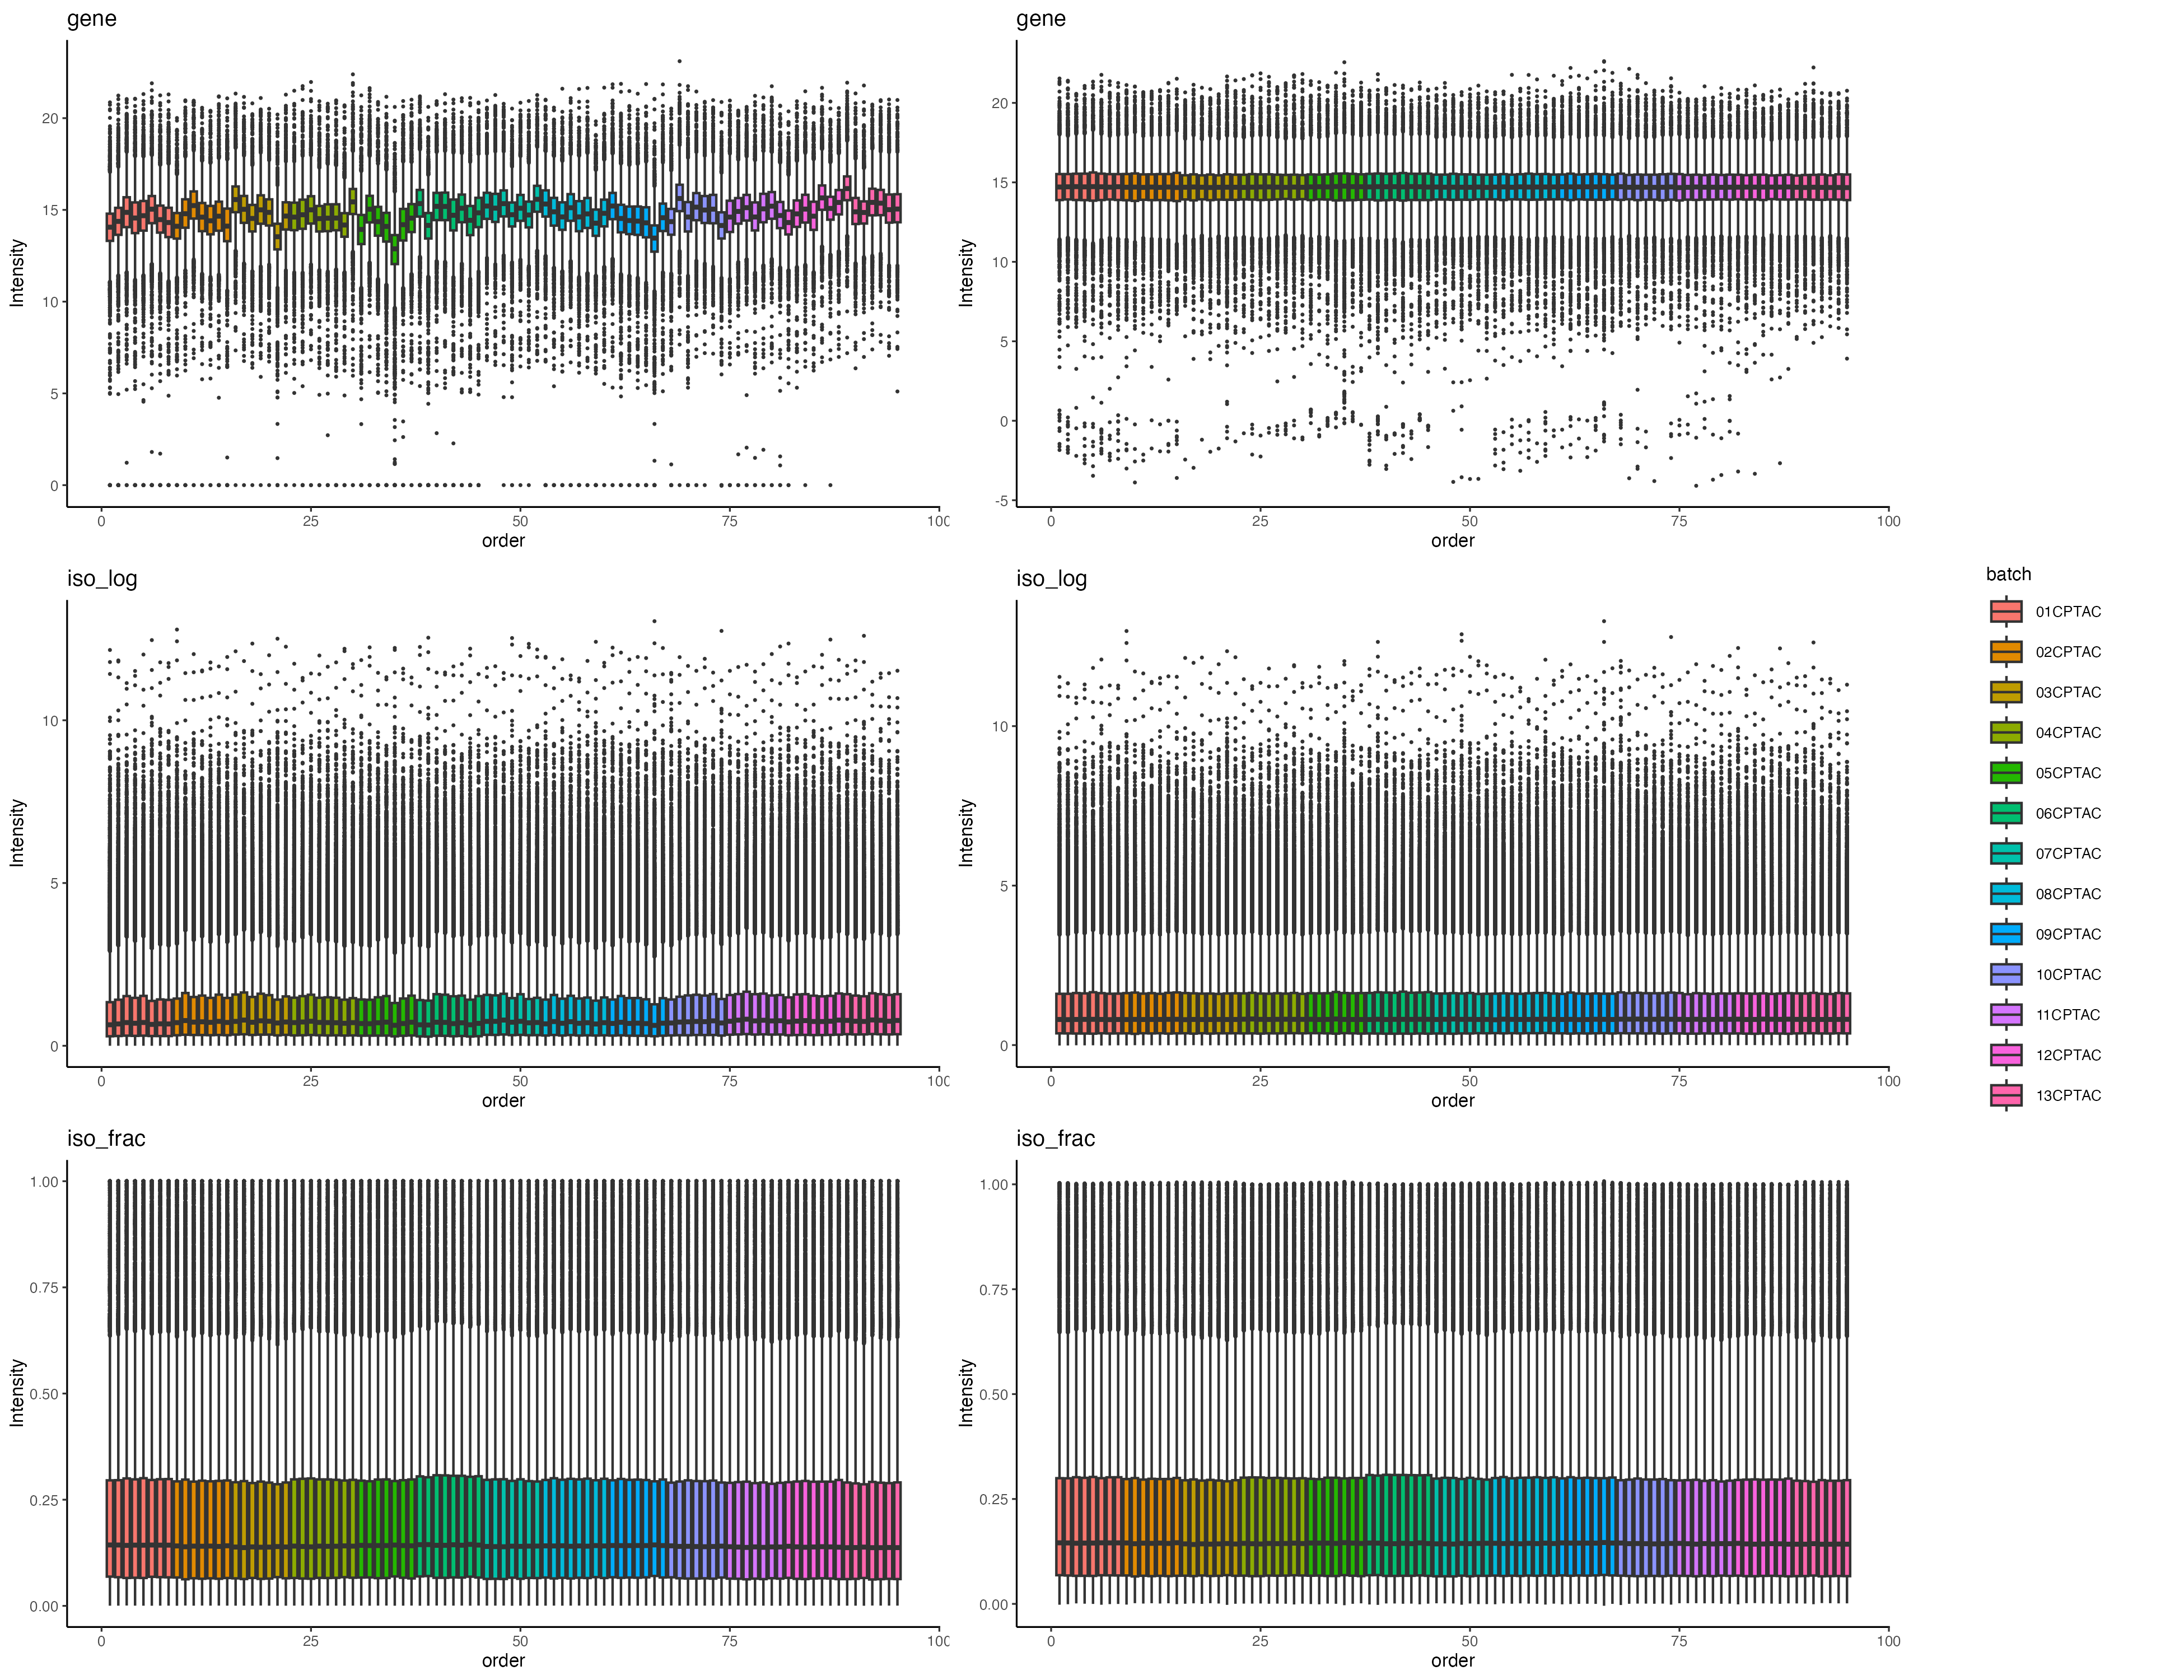 gene
20
15
10
5
0
Intensity
0 25 50 75 100
order
gene
20
15
10
5
0
-5
Intensity
0 25 50 75 100
order
iso_log
10
5
0
Intensity
0 25 50 75 100
order
iso_log
10
5
0
Intensity
0 25 50 75 100
order
iso_frac
1.00
0.75
0.50
0.25
0.00
Intensity
0 25 50 75 100
order
iso_frac
1.00
0.75
0.50
0.25
0.00
Intensity
0 25 50 75 100
order
batch
01CPTAC
02CPTAC
03CPTAC
04CPTAC
05CPTAC
06CPTAC
07CPTAC
08CPTAC
09CPTAC
10CPTAC
11CPTAC
12CPTAC
13CPTAC